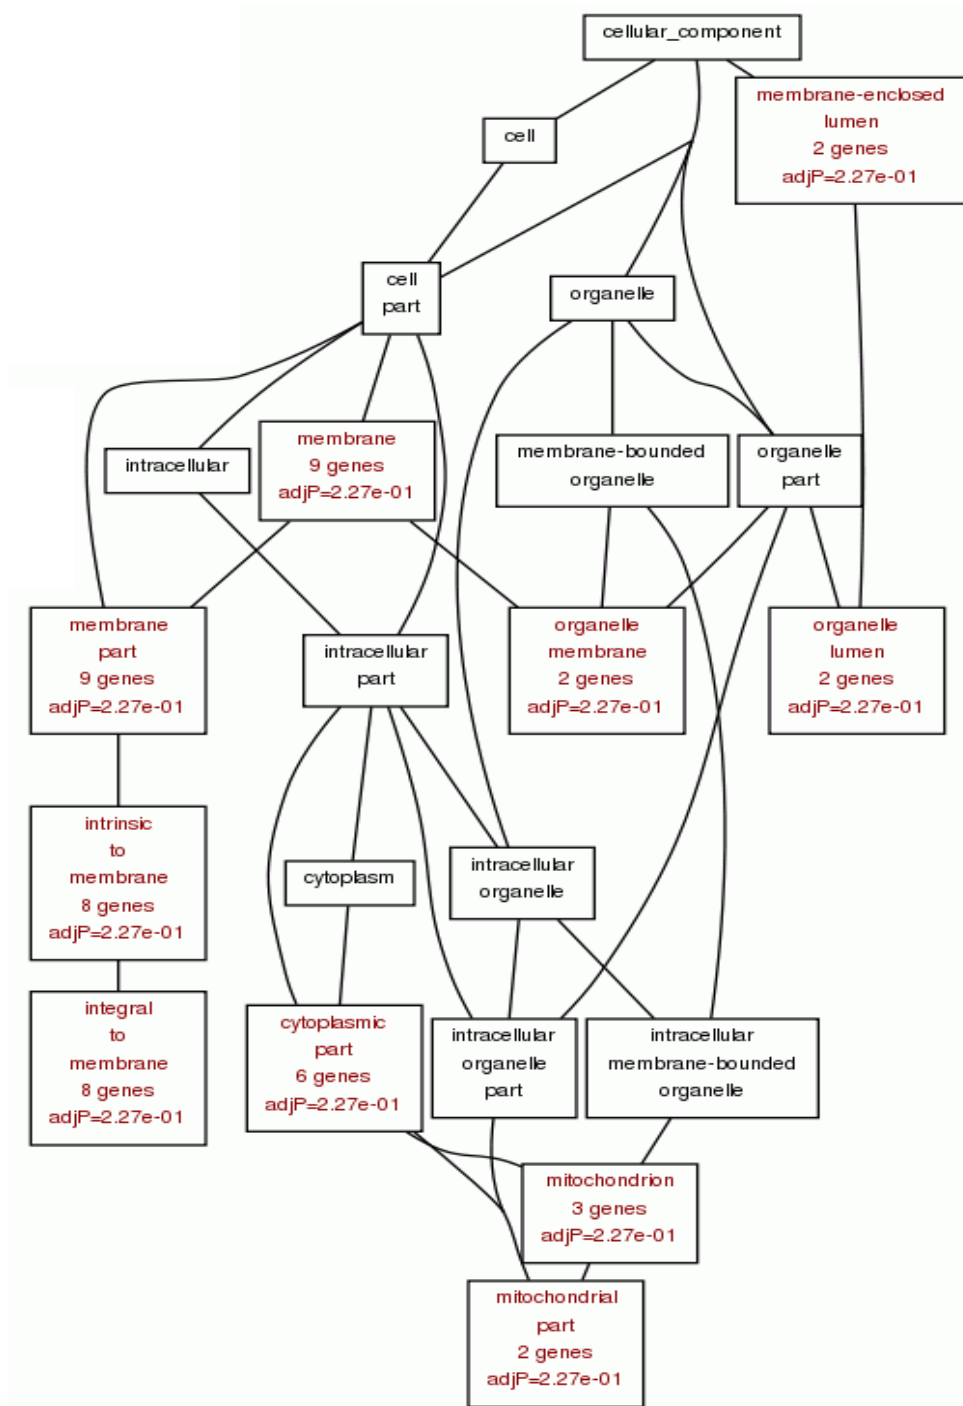 cellular_component
membrane-enclosed
lumen
2 genes
adjP=2.27e-01
cell
cell
part
organelle
intracellular
membrane
9 genes
adjP=2.27e-01
membrane-bounded
organelle
organelle
part
membrane
part
9 genes
adjP=2.27e-01
intracellular
part
organelle
membrane
2 genes
adjP=2.27e-01
organelle
lumen
2 genes
adjP=2.27e-01
intrinsic
to
membrane
8 genes
adjP=2.27e-01
cytoplasm
intracellular
organelle
integral
to
membrane
8 genes
adjP=2.27e-01
cytoplasmic
part
6 genes
adjP=2.27e-01
intracellular
organelle
part
intracellular
membrane-bounded
organelle
mitochondrion
3 genes
adjP=2.27e-01
mitochondrial
part
2 genes
adjP=2.27e-01